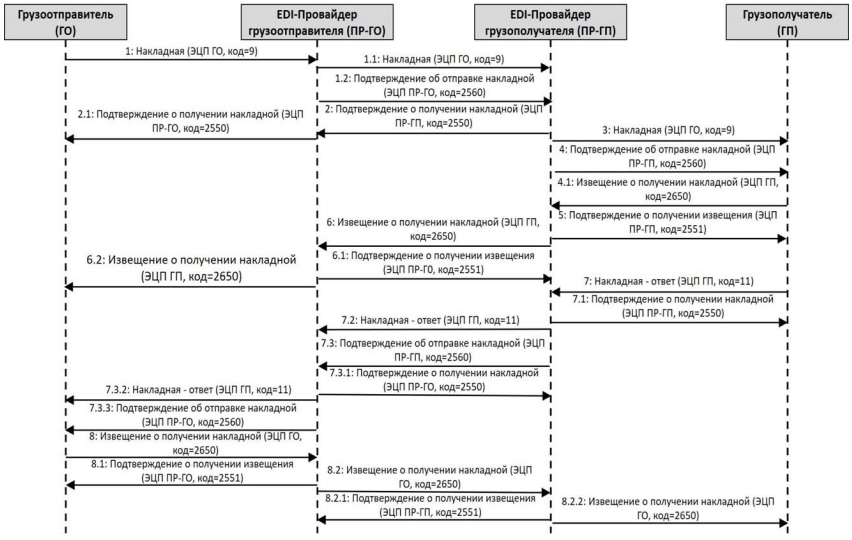 Грузоотправитель
(ГО)
EDI-Провайдер
грузоотправителя (ПР-ГО)
EDI-Провайдер
грузополучателя (ПР-ГП)
Грузополучатель
(ГП)
1: Накладная (ЭЦП ГО, код=9)
1.1: Накладная (ЭЦП ГО, код=9)
1.2: Подтверждение об отправке накладной
(ЭЦП ПР-ГО, код=2560)
2: Подтверждение о получении накладной (ЭЦП
ПР-ГП, код=2550)
2.1: Подтверждение о получении накладной (ЭЦП
ПР-ГО, код=2550)
3: Накладная (ЭЦП ГО, код=9)
4: Подтверждение об отправке накладной (ЭЦП
ПР-ГП, код=2560)
4.1: Извещение о получении накладной (ЭЦП ГП,
код=2650)
5: Подтверждение о получении извещения (ЭЦП
ПР-ГП, код=2551)
6: Извещение о получении накладной (ЭЦП ГП,
код=2650)
6.1: Подтверждение о получении извещения
(ЭЦП ПР-Г0, код=2551)
6.2: Извещение о получении накладной
(ЭЦП ГП, код=2650)
7: Накладная - ответ (ЭЦП ГП, код=11)
7.1: Подтверждение о получении накладной
(ЭЦП ПР-ГП, код=2550)
7.2: Накладная - ответ (ЭЦП ГП, код=11)
7.3: Подтверждение об отправке накладной (ЭЦП
ПР-ГП, код=2560)
7.3.1: Подтверждение о получении накладной
(ЭЦП ПР-ГО, код=2550)
7.3.2: Накладная - ответ (ЭЦП ГП, код=11)
7.3.3: Подтверждение об отправке накладной
(ЭЦП ПР-ГО, код=2560)
8: Извещение о получении накладной (ЭЦП ГО,
код=2650)
8.1: Подтверждение о получении извещения
(ЭЦП ПР-ГО, код=2551)
8.2: Извещение о получении накладной (ЭЦП
ГО, код=2650)
8.2.1: Подтверждение о получении извещения
(ЭЦП ПР-ГП, код=2551)
8.2.2: Извещение о получении накладной (ЭЦП
ГО, код=2650)